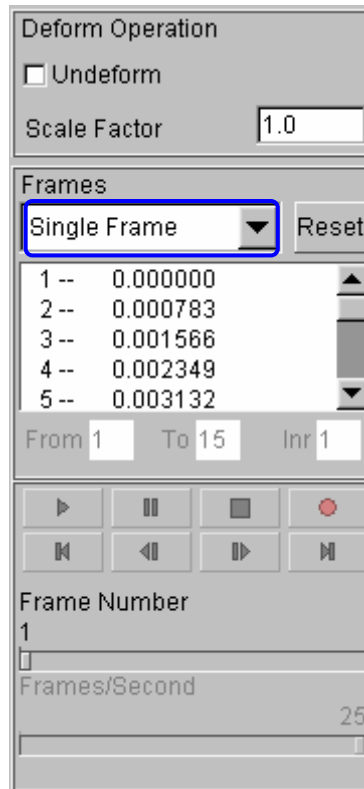 Deform Operation
Undeform
Scale Factor 1.0
Frames
Single Frame Reset
1 -- 0.000000
2 -- 0.000783
3 -- 0.001566
4 -- 0.002349
5 -- 0.003132
From 1 To 15 Inr 1
Frame Number
1
Frames/Second
25